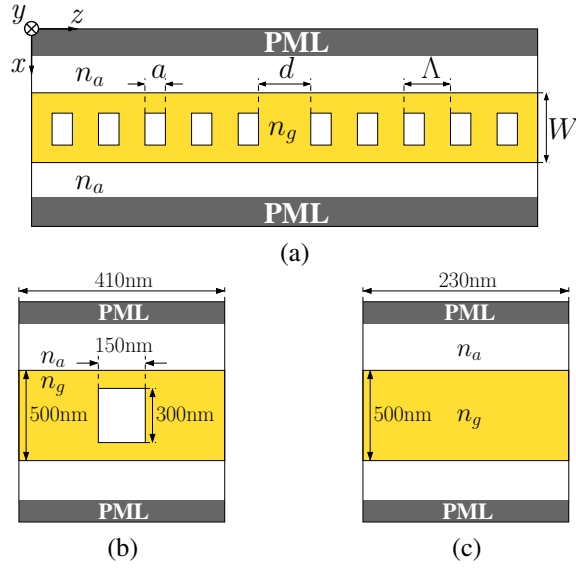 y
z
x
PML
n_a
a
d
Λ
n_g
W
n_a
PML
(a)
410nm
230nm
PML
PML
150nm
n_a
n_a
n_g
500nm
300nm
500nm
n_g
PML
PML
(b)
(c)